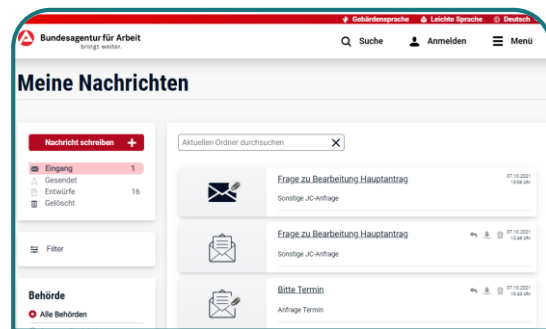 Gebärdensprache Leichte Sprache Deutsch
Bundesagentur für Arbeit
bringt weiter.
Suche Anmelden Menü
Meine Nachrichten
Nachricht schreiben
Aktuellen Ordner durchsuchen
Eingang 1
Gesendet
Entwürfe 16
Gelöscht
Filter
Behörde
Alle Behörden
Frage zu Bearbeitung Hauptantrag
07.10.2021
Sonstige JC-Anfrage
Frage zu Bearbeitung Hauptantrag
07.10.2021
Sonstige JC-Anfrage
Bitte Termin
07.10.2021
Anfrage Termin